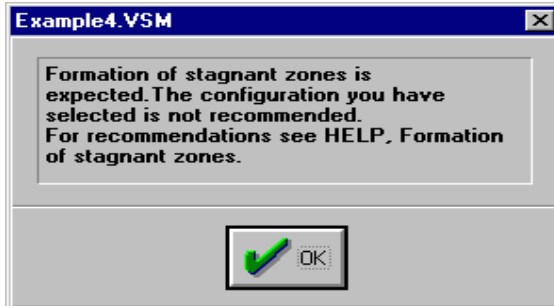 Example4.VSM
Formation of stagnant zones is
expected.The configuration you have
selected is not recommended.
For recommendations see HELP, Formation
of stagnant zones.
OK